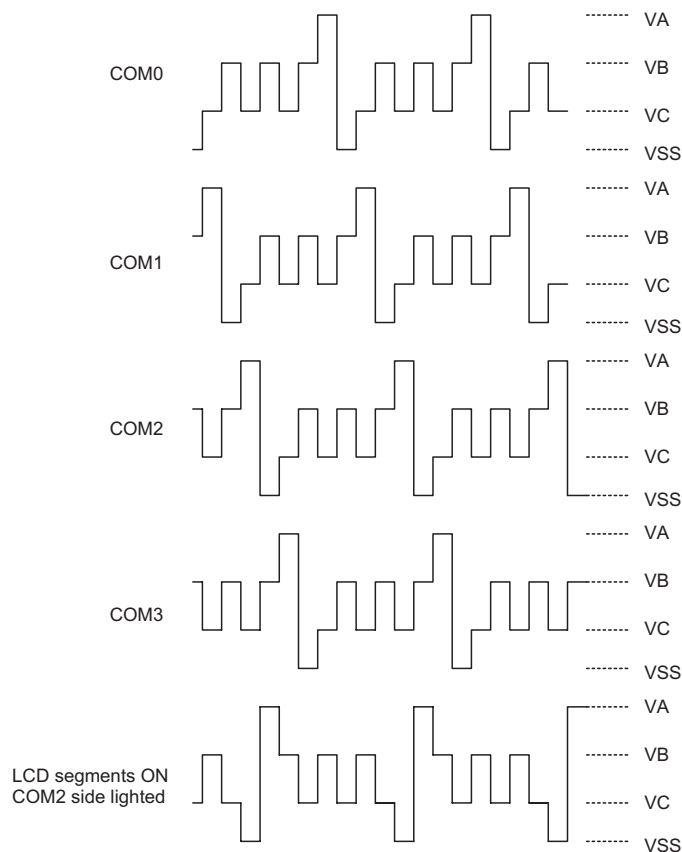 VA
COM0
VB
VC
VSS
VA
VB
COM1
VC
VSS
VA
VB
COM2
VC
VSS
VA
VB
COM3
VC
VSS
VA
VB
LCD segments ON
COM2 side lighted
VC
VSS